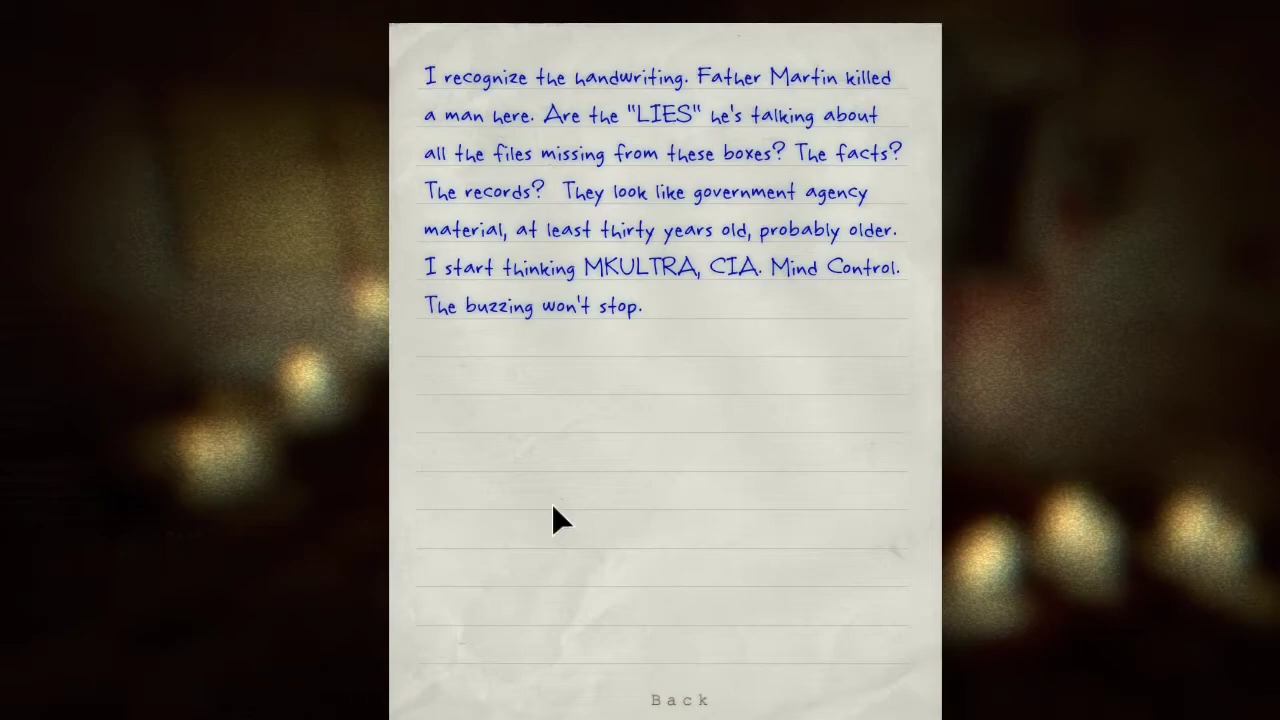 I recognize the handwriting. Father Martin killed
a man here. Are the "LIES" he's talking about
all the files missing from these boxes? The facts?
The records? They look like government agency
material, at least thirty years old, probably older.
I start thinking MKULTRA, CIA. Mind Control.
The buzzing won't stop.
Back